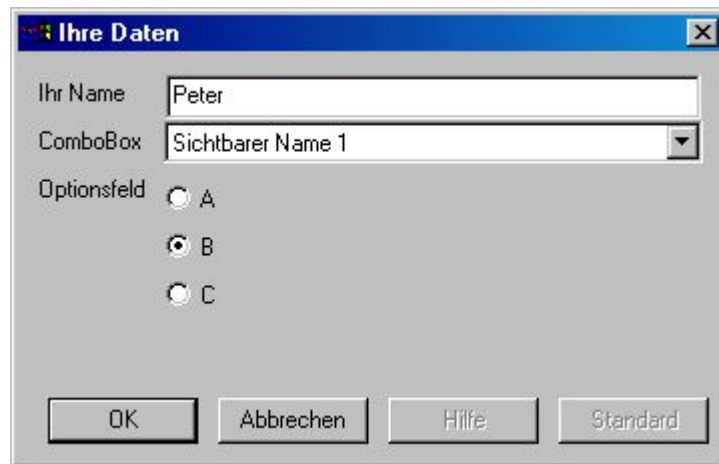 Ihre Daten
Ihr Name Peter
ComboBox Sichtbarer Name 1
Optionsfeld A
B
C
OK Abbrechen Hilfe Standard